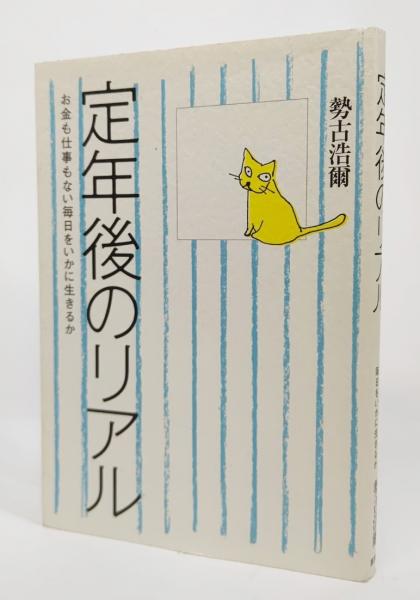 勢古浩爾
定年後のリアル
お金も仕事もない毎日をいかに生きるか
定年後のリアル